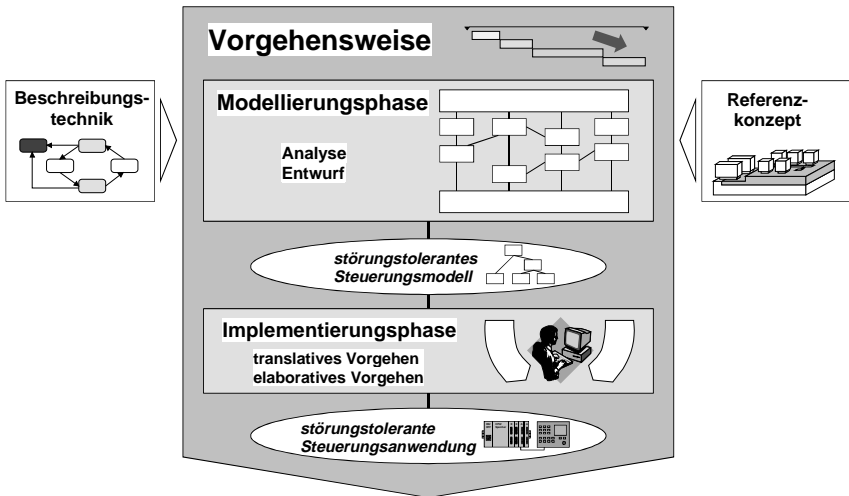 Vorgehensweise
Beschreibungs-
technik
Modellierungsphase
Analyse
Entwurf
Referenz-
konzept
störungstolerantes
Steuerungsmodell
Implementierungsphase
translatives Vorgehen
elaboratives Vorgehen
störungstolerante
Steuerungsanwendung